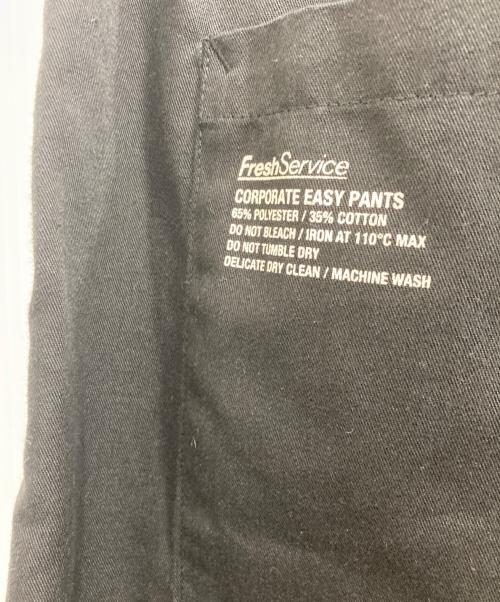 FreshService
CORPORATE EASY PANTS
65% POLYESTER / 35% COTTON
DO NOT BLEACH / IRON AT 110°C MAX
DO NOT TUMBLE DRY
DELICATE DRY CLEAN / MACHINE WASH